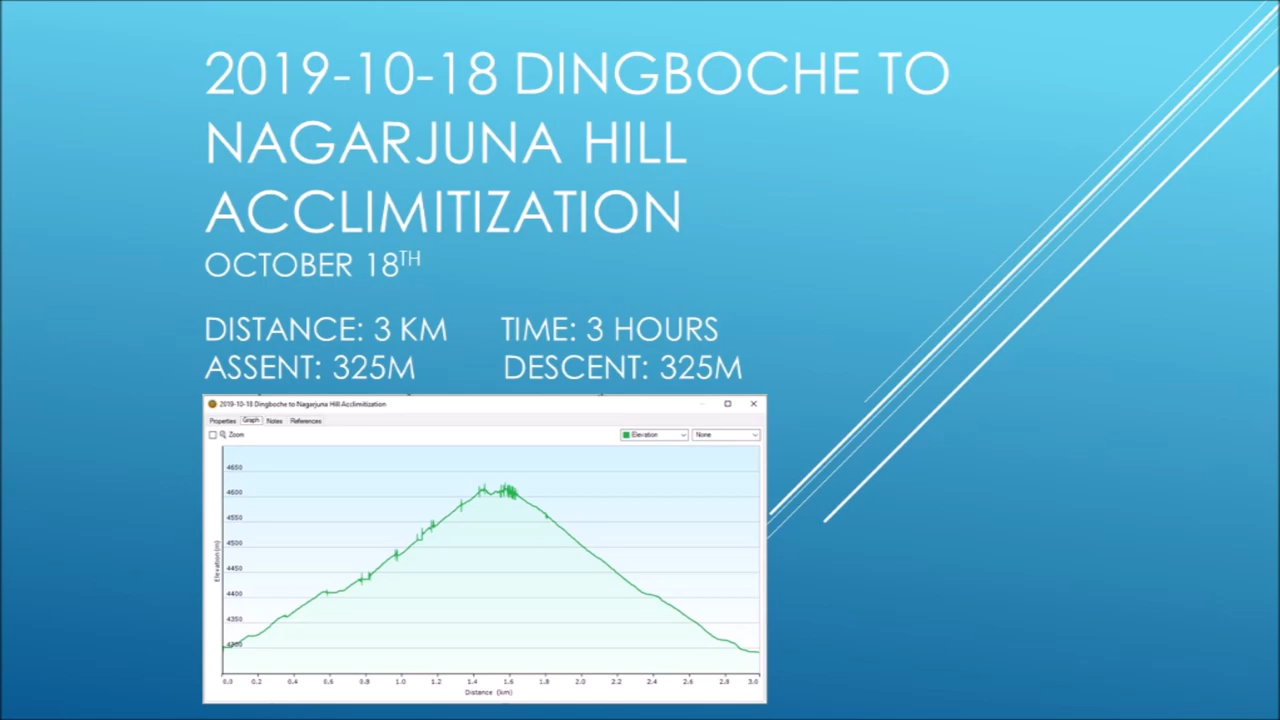 2019-10-18 DINGBOCHE TO
NAGARJUNA HILL
ACCLIMITIZATION
OCTOBER 18TH
DISTANCE: 3 KM TIME: 3 HOURS
ASSENT: 325M DESCENT: 325M
2019-10-18 Dingboche to Nagarjuna Hill Acclimitization
Properties Graph Notes References
Zoom Elevation None
4650
4600
4550
4500
4450
4400
4350
4300
Elevation (m)
0.0 0.2 0.4 0.6 0.8 1.0 1.2 1.4 1.6 1.8 2.0 2.2 2.4 2.6 2.8 3.0
Distance (km)